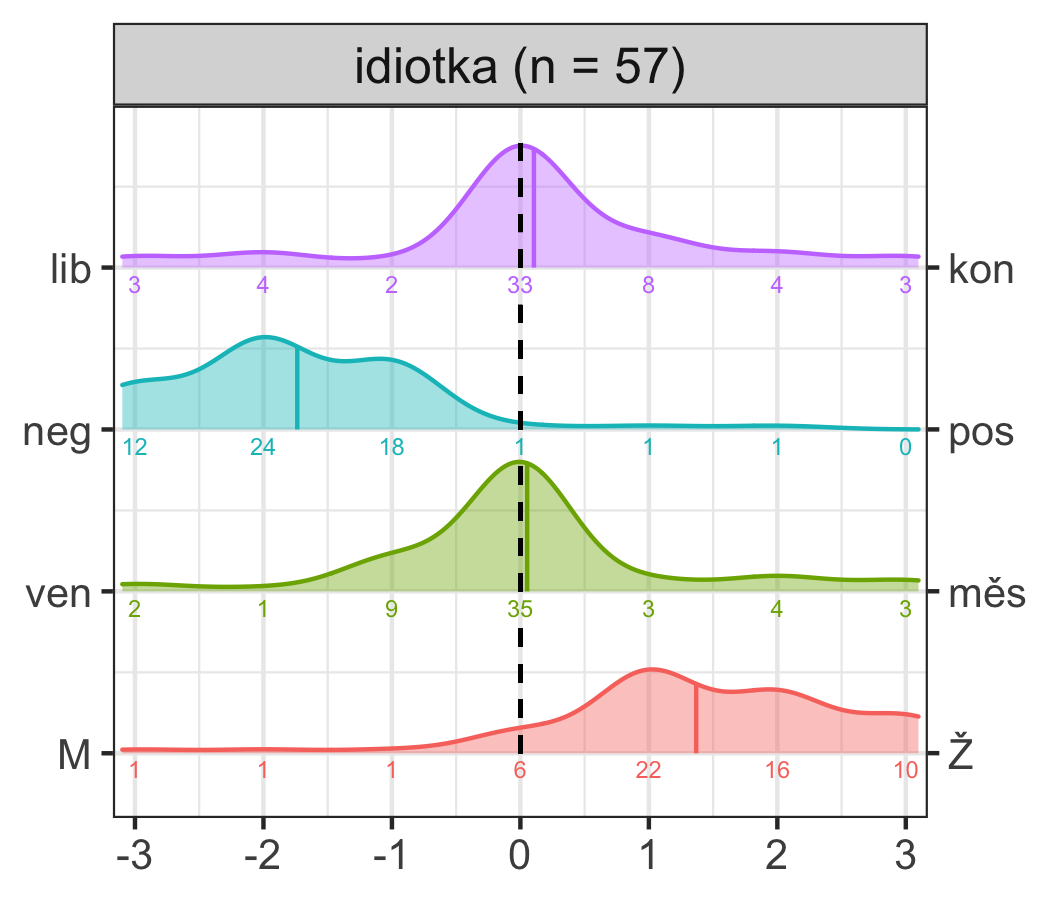 idiotka (n = 57)
lib kon
3 4 2 33 8 4 3
neg pos
12 24 18 1 1 1 0
ven měs
2 1 9 35 3 4 3
M Ž
1 1 1 6 22 16 10
-3 -2 -1 0 1 2 3